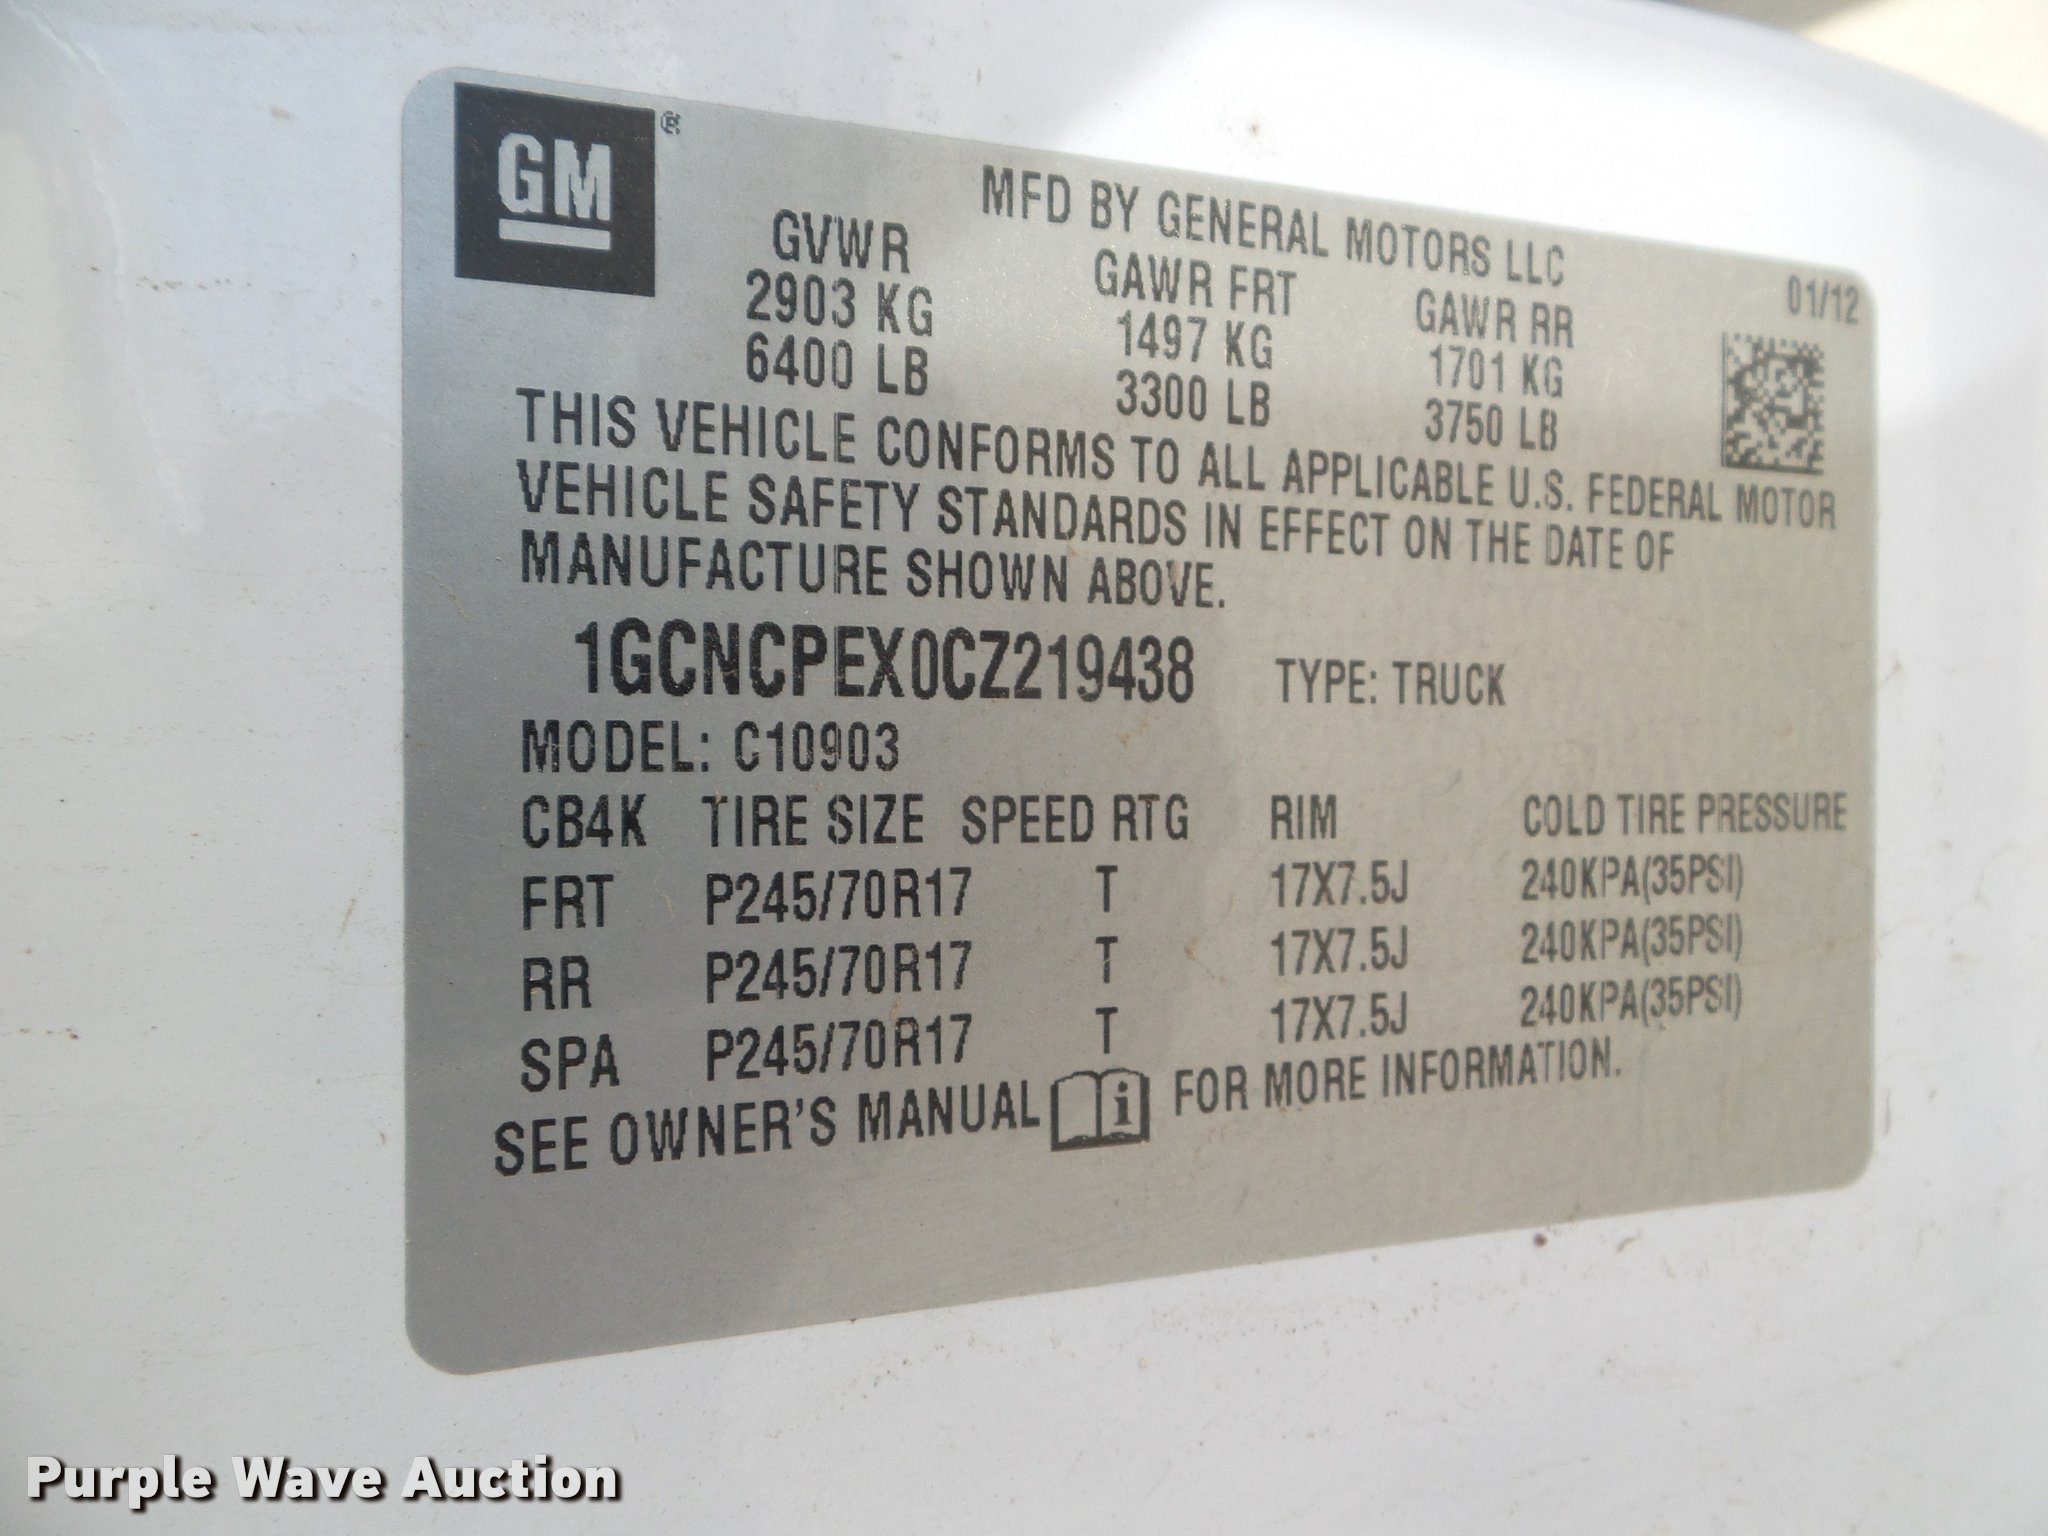 GM ®
MFD BY GENERAL MOTORS LLC
01/12
GVWR GAWR FRT GAWR RR
2903 KG 1497 KG 1701 KG
6400 LB 3300 LB 3750 LB
THIS VEHICLE CONFORMS TO ALL APPLICABLE U.S. FEDERAL MOTOR
VEHICLE SAFETY STANDARDS IN EFFECT ON THE DATE OF
MANUFACTURE SHOWN ABOVE.
1GCNCPEX0CZ219438 TYPE: TRUCK
MODEL: C10903
CB4K TIRE SIZE SPEED RTG RIM COLD TIRE PRESSURE
FRT P245/70R17 T 17X7.5J 240KPA(35PSI)
RR P245/70R17 T 17X7.5J 240KPA(35PSI)
SPA P245/70R17 T 17X7.5J 240KPA(35PSI)
SEE OWNER'S MANUAL i FOR MORE INFORMATION.
Purple Wave Auction